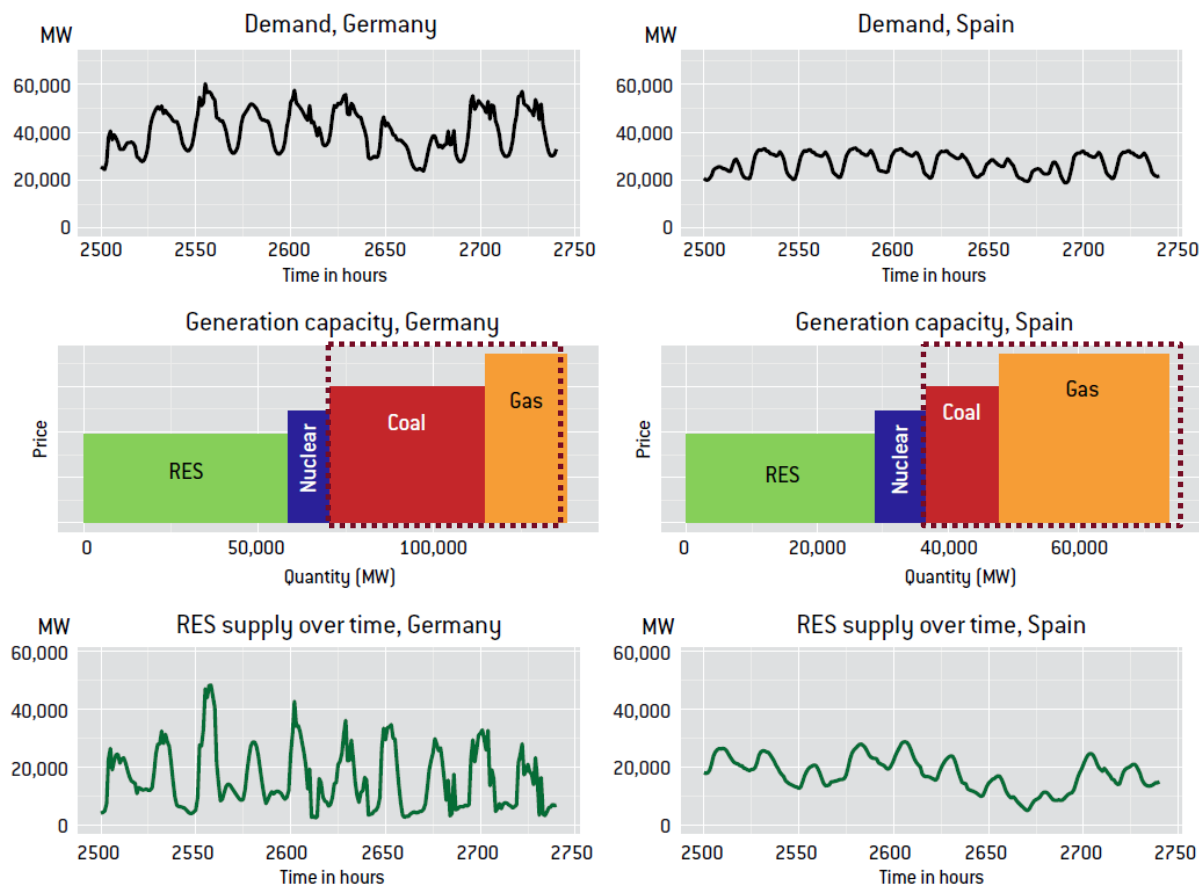 Demand, Germany
MW
60,000
40,000
20,000
0
2500 2550 2600 2650 2700 2750
Time in hours
Demand, Spain
MW
60,000
40,000
20,000
0
2500 2550 2600 2650 2700 2750
Time in hours
Generation capacity, Germany
Price
RES
Nuclear
Coal
Gas
0 50,000 100,000
Quantity (MW)
Generation capacity, Spain
Price
RES
Nuclear
Coal
Gas
0 20,000 40,000 60,000
Quantity (MW)
RES supply over time, Germany
MW
60,000
40,000
20,000
0
2500 2550 2600 2650 2700 2750
Time in hours
RES supply over time, Spain
MW
60,000
40,000
20,000
0
2500 2550 2600 2650 2700 2750
Time in hours